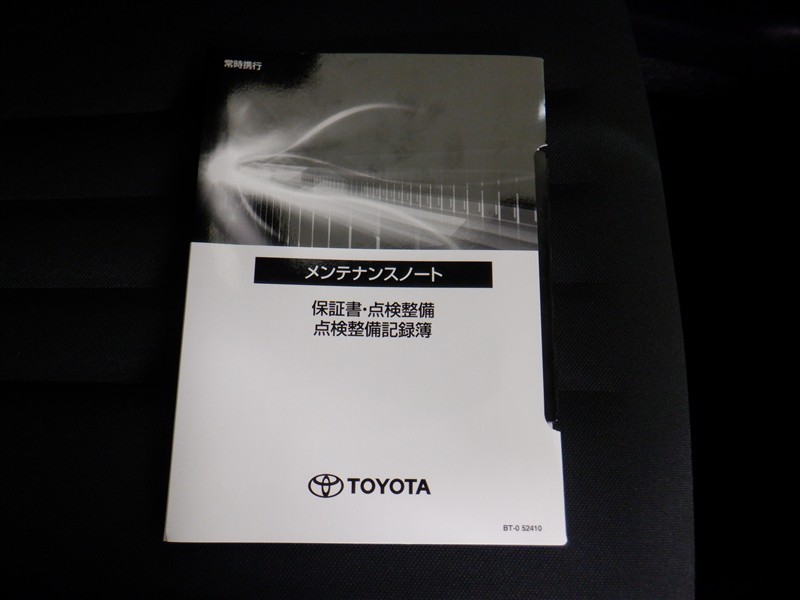 常時携行
メンテナンスノート
保証書・点検整備
点検整備記録簿
TOYOTA
BT-0 52410